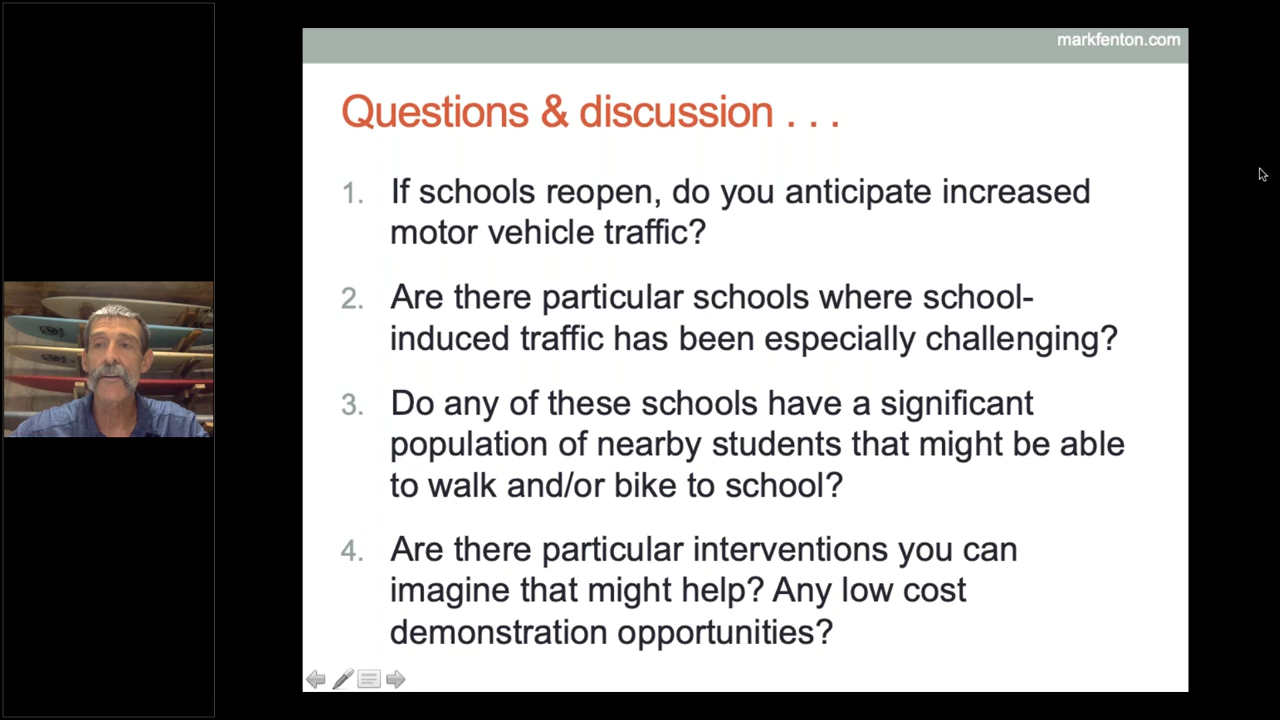 markfenton.com
Questions & discussion . . .
1. If schools reopen, do you anticipate increased
motor vehicle traffic?
2. Are there particular schools where school-
induced traffic has been especially challenging?
3. Do any of these schools have a significant
population of nearby students that might be able
to walk and/or bike to school?
4. Are there particular interventions you can
imagine that might help? Any low cost
demonstration opportunities?